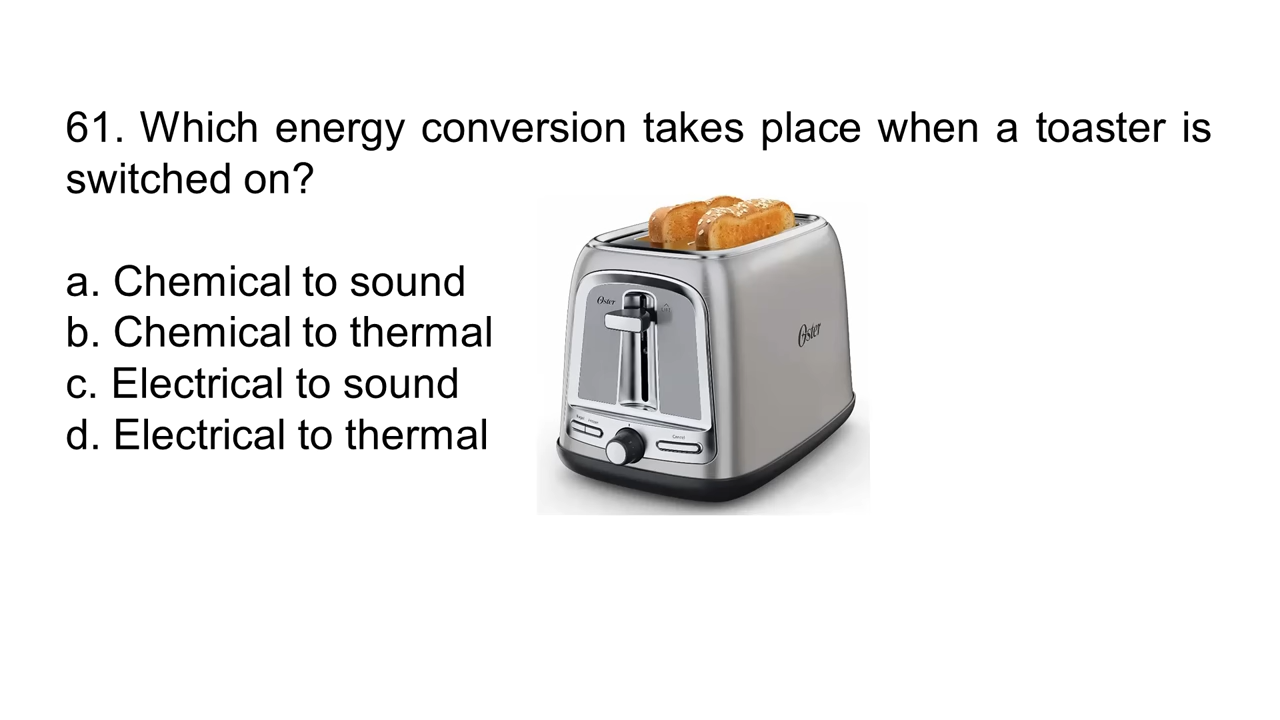 61. Which energy conversion takes place when a toaster is
switched on?
a. Chemical to sound
b. Chemical to thermal
c. Electrical to sound
d. Electrical to thermal
Oster
Oster
Cancel